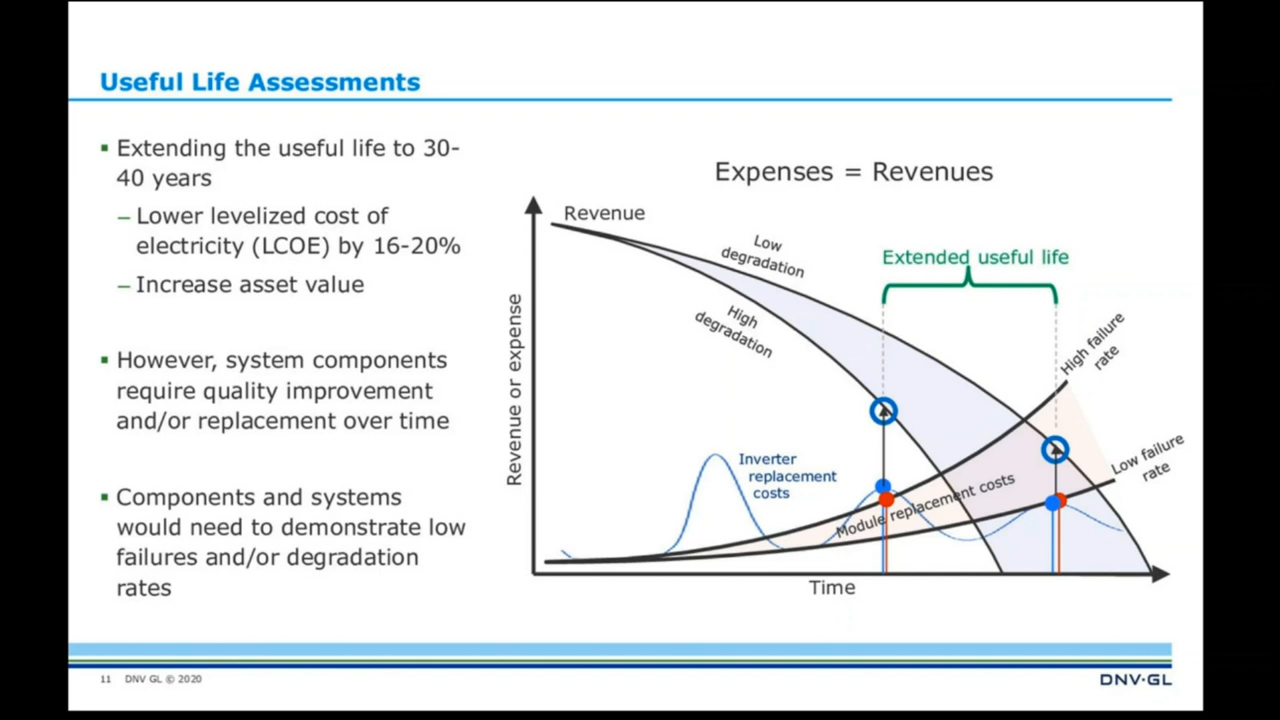 Useful Life Assessments
▪ Extending the useful life to 30-
40 years
– Lower levelized cost of
electricity (LCOE) by 16-20%
– Increase asset value
▪ However, system components
require quality improvement
and/or replacement over time
▪ Components and systems
would need to demonstrate low
failures and/or degradation
rates
Expenses = Revenues
Revenue
Low
degradation
High
degradation
Extended useful life
High failure
rate
Low failure
rate
Inverter
replacement
costs
Module replacement costs
Revenue or expense
Time
11 DNV GL © 2020
DNV·GL